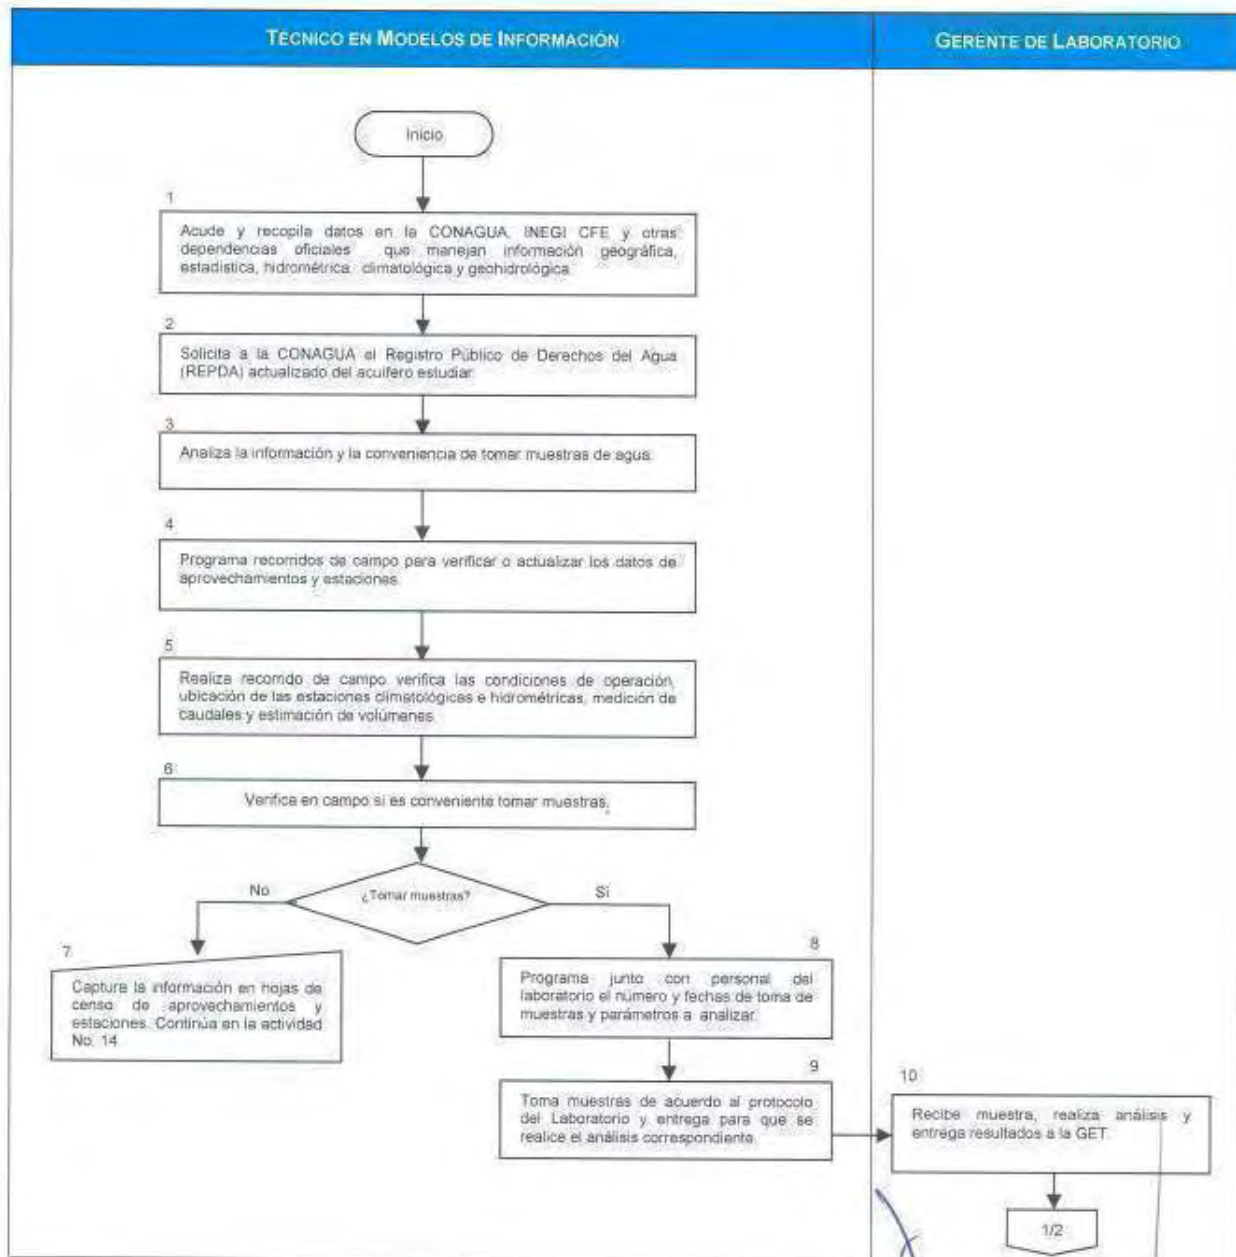 TÉCNICO EN MODELOS DE INFORMACIÓN
GERENTE DE LABORATORIO
Inicio
1
Acude y recopila datos en la CONAGUA, INEGI CFE y otras
dependencias oficiales que manejan información geográfica,
estadística, hidrométrica climatológica y geohidrológica.
2
Solicita a la CONAGUA el Registro Público de Derechos del Agua
(REPDA) actualizado del acuífero estudiar.
3
Analiza la información y la conveniencia de tomar muestras de agua.
4
Programa recorridos de campo para verificar o actualizar los datos de
aprovechamientos y estaciones.
5
Realiza recorrido de campo verifica las condiciones de operación,
ubicación de las estaciones climatológicas e hidrométricas, medición de
caudales y estimación de volúmenes.
6
Verifica en campo si es conveniente tomar muestras.
¿Tomar muestras?
No
Si
7
Captura la información en hojas de
censo de aprovechamientos y
estaciones. Continúa en la actividad
No. 14
8
Programa junto con personal del
laboratorio el número y fechas de toma de
muestras y parámetros a analizar.
9
Toma muestras de acuerdo al protocolo
del Laboratorio y entrega para que se
realice el análisis correspondiente.
10
Recibe muestra, realiza análisis y
entrega resultados a la GET.
1/2